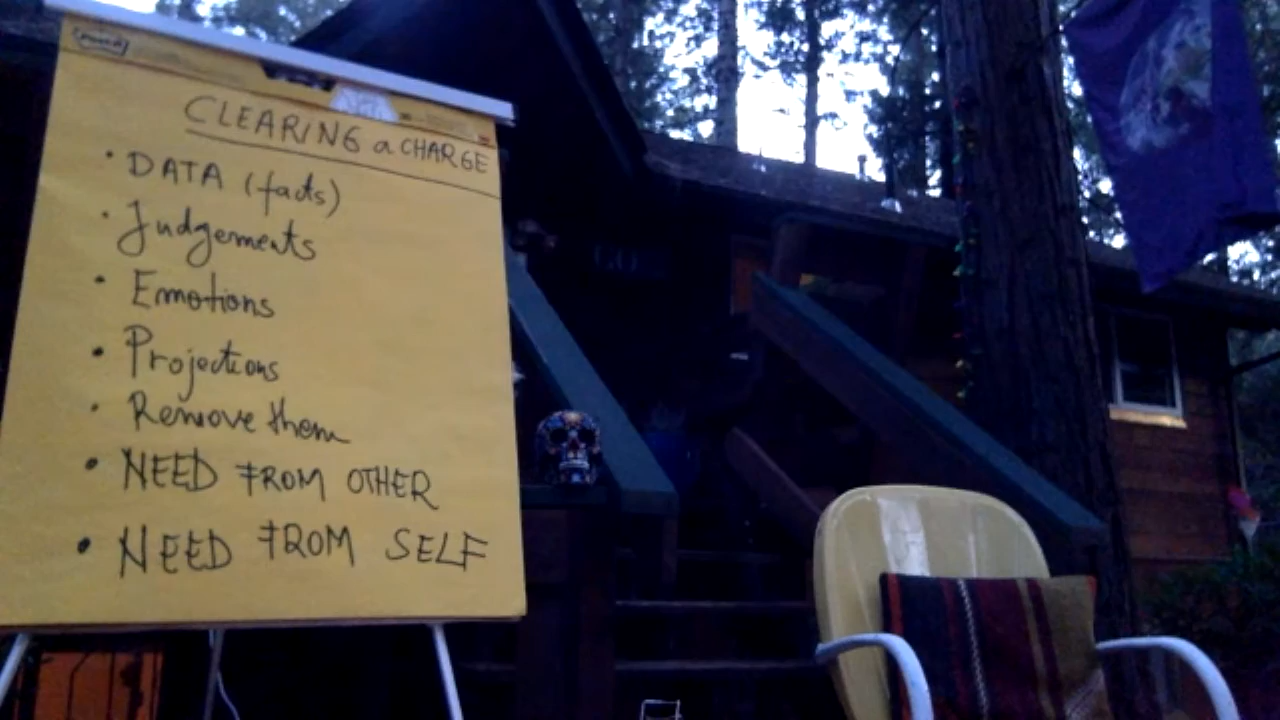 CLEARING a CHARGE
• DATA (facts)
• Judgements
• Emotions
• Projections
• Remove them
• NEED FROM OTHER
• NEED FROM SELF